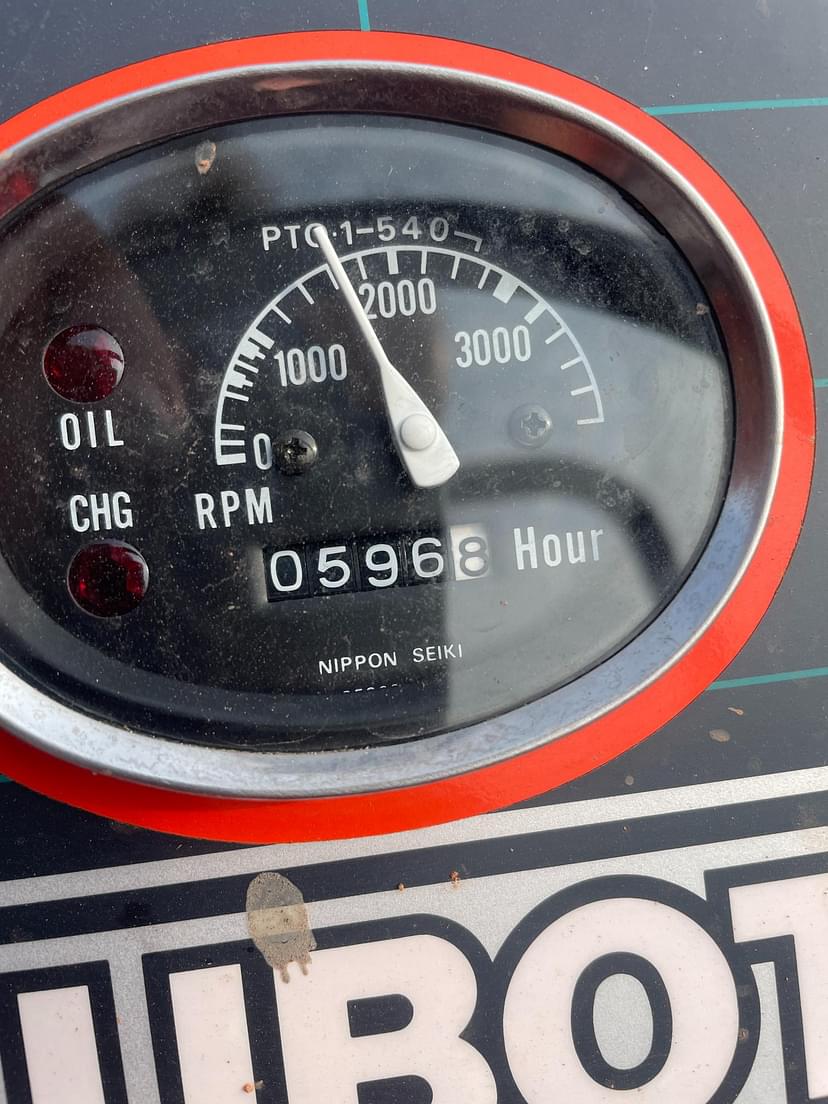 PTO·1-540
2000
1000
3000
0
OIL
RPM
CHG
05968 Hour
NIPPON SEIKI
UBOT